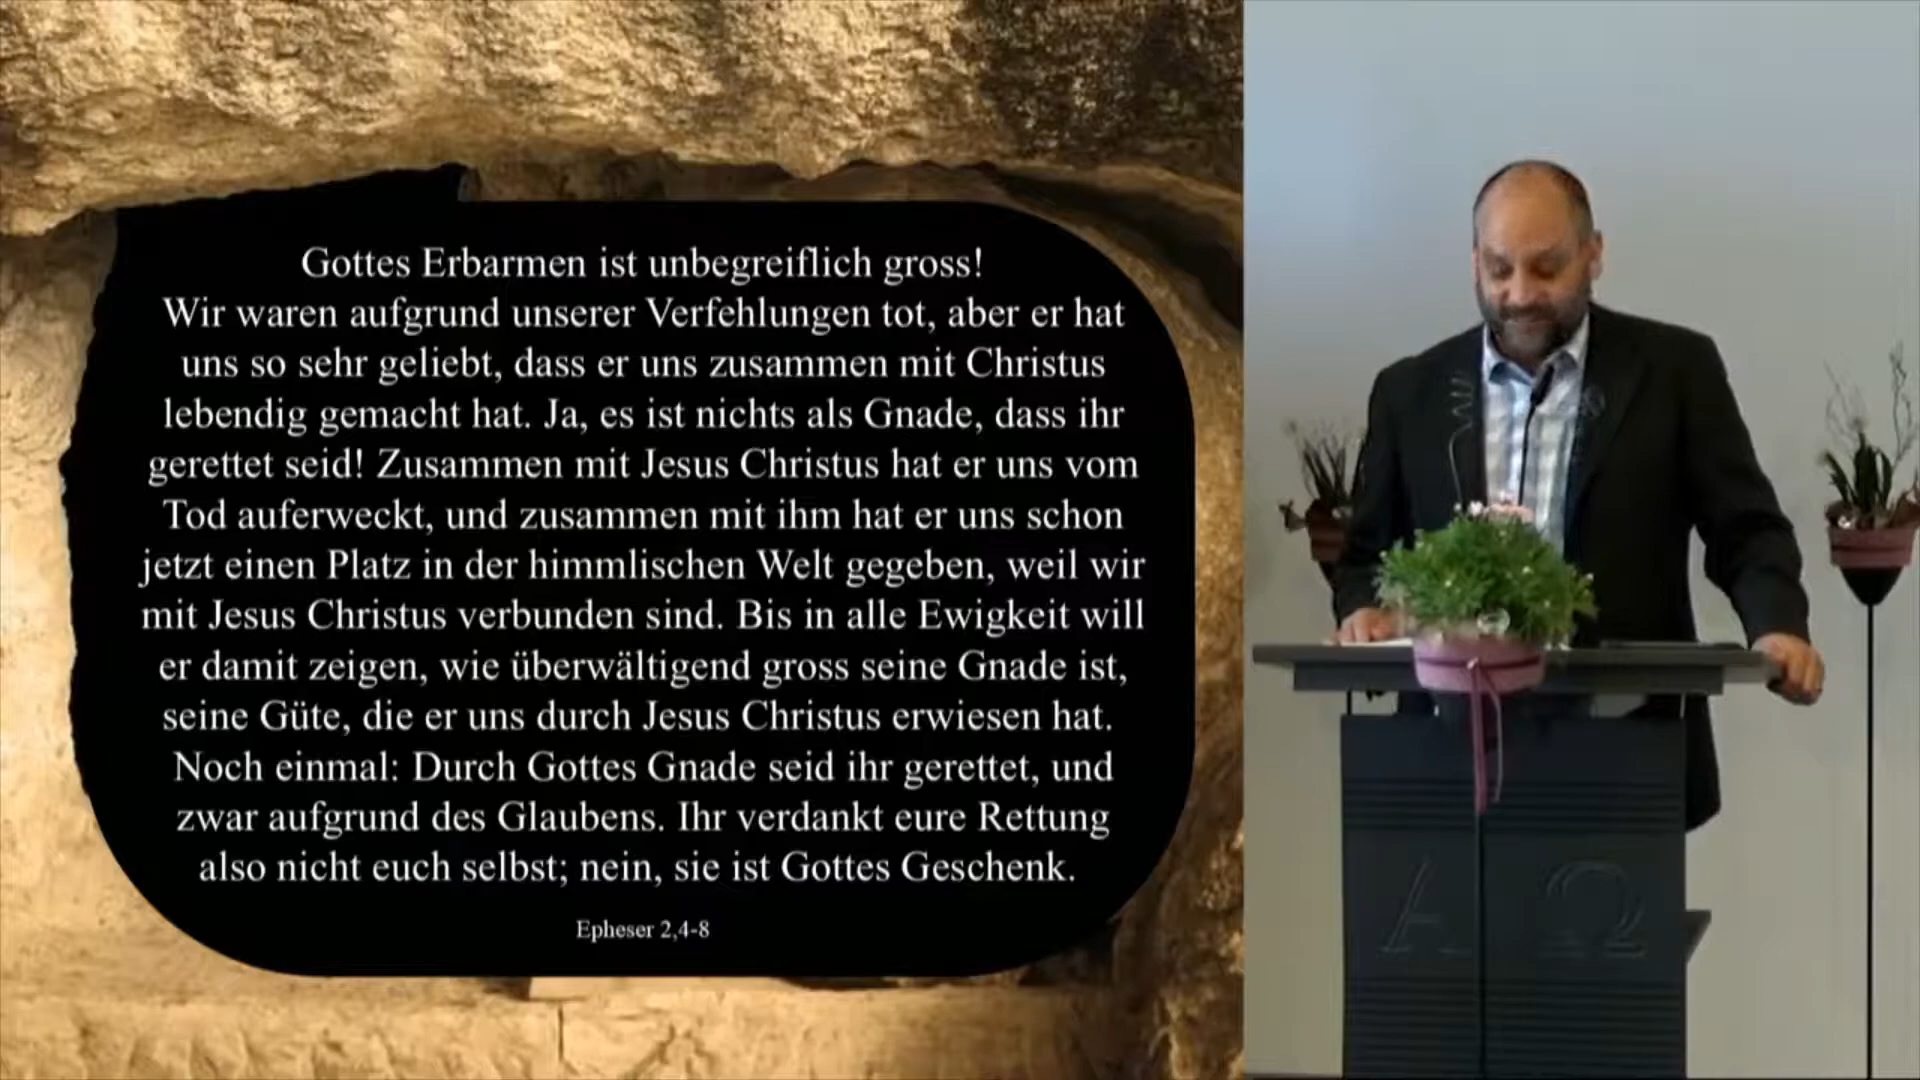 Gottes Erbarmen ist unbegreiflich gross!
Wir waren aufgrund unserer Verfehlungen tot, aber er hat
uns so sehr geliebt, dass er uns zusammen mit Christus
lebendig gemacht hat. Ja, es ist nichts als Gnade, dass ihr
gerettet seid! Zusammen mit Jesus Christus hat er uns vom
Tod auferweckt, und zusammen mit ihm hat er uns schon
jetzt einen Platz in der himmlischen Welt gegeben, weil wir
mit Jesus Christus verbunden sind. Bis in alle Ewigkeit will
er damit zeigen, wie überwältigend gross seine Gnade ist,
seine Güte, die er uns durch Jesus Christus erwiesen hat.
Noch einmal: Durch Gottes Gnade seid ihr gerettet, und
zwar aufgrund des Glaubens. Ihr verdankt eure Rettung
also nicht euch selbst; nein, sie ist Gottes Geschenk.
Epheser 2,4-8
Α Ω